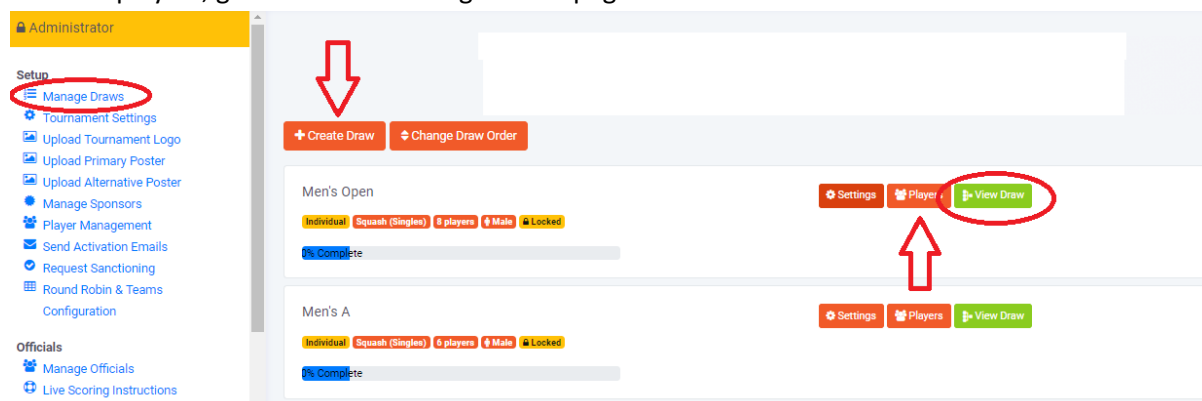 Administrator
Setup
Manage Draws
Tournament Settings
Upload Tournament Logo
Upload Primary Poster
Upload Alternative Poster
Manage Sponsors
Player Management
Send Activation Emails
Request Sanctioning
Round Robin & Teams
Configuration
Officials
Manage Officials
Live Scoring Instructions
+ Create Draw
Change Draw Order
Men's Open
Settings
Players
View Draw
Individual Squash (Singles) 8 players Male Locked
0% Complete
Men's A
Settings
Players
View Draw
Individual Squash (Singles) 6 players Male Locked
0% Complete